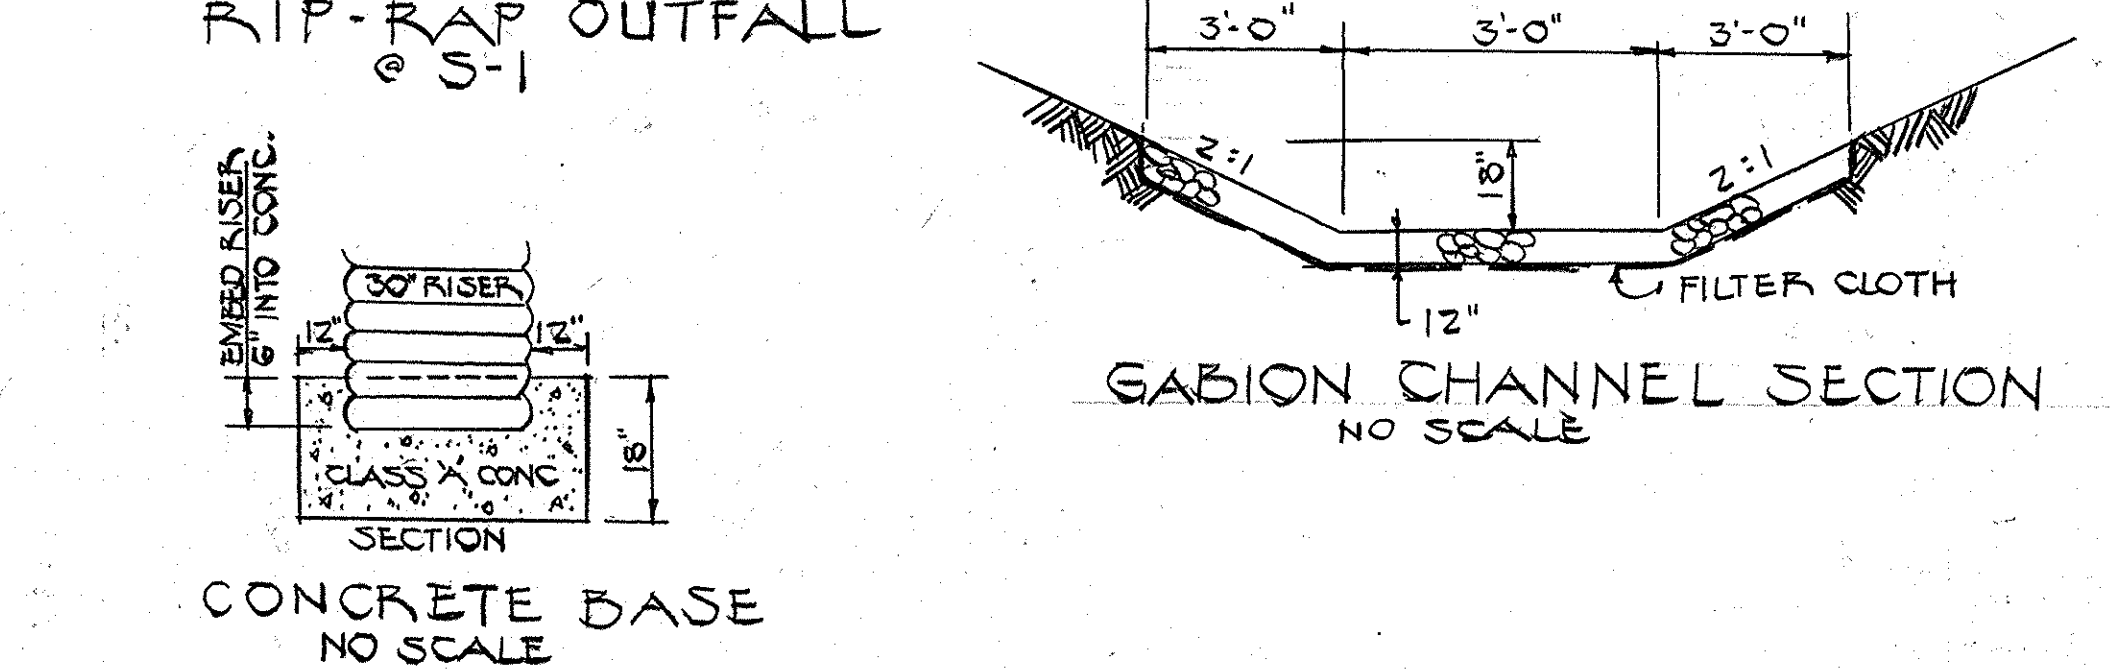 RIP-RAP OUTFALL
@ S-1
EMBED RISER
6" INTO CONC.
30" RISER
12"
12"
18"
CLASS A CONC
SECTION
CONCRETE BASE
NO SCALE
3'-0"
3'-0"
3'-0"
2:1
18"
2:1
12"
FILTER CLOTH
GABION CHANNEL SECTION
NO SCALE